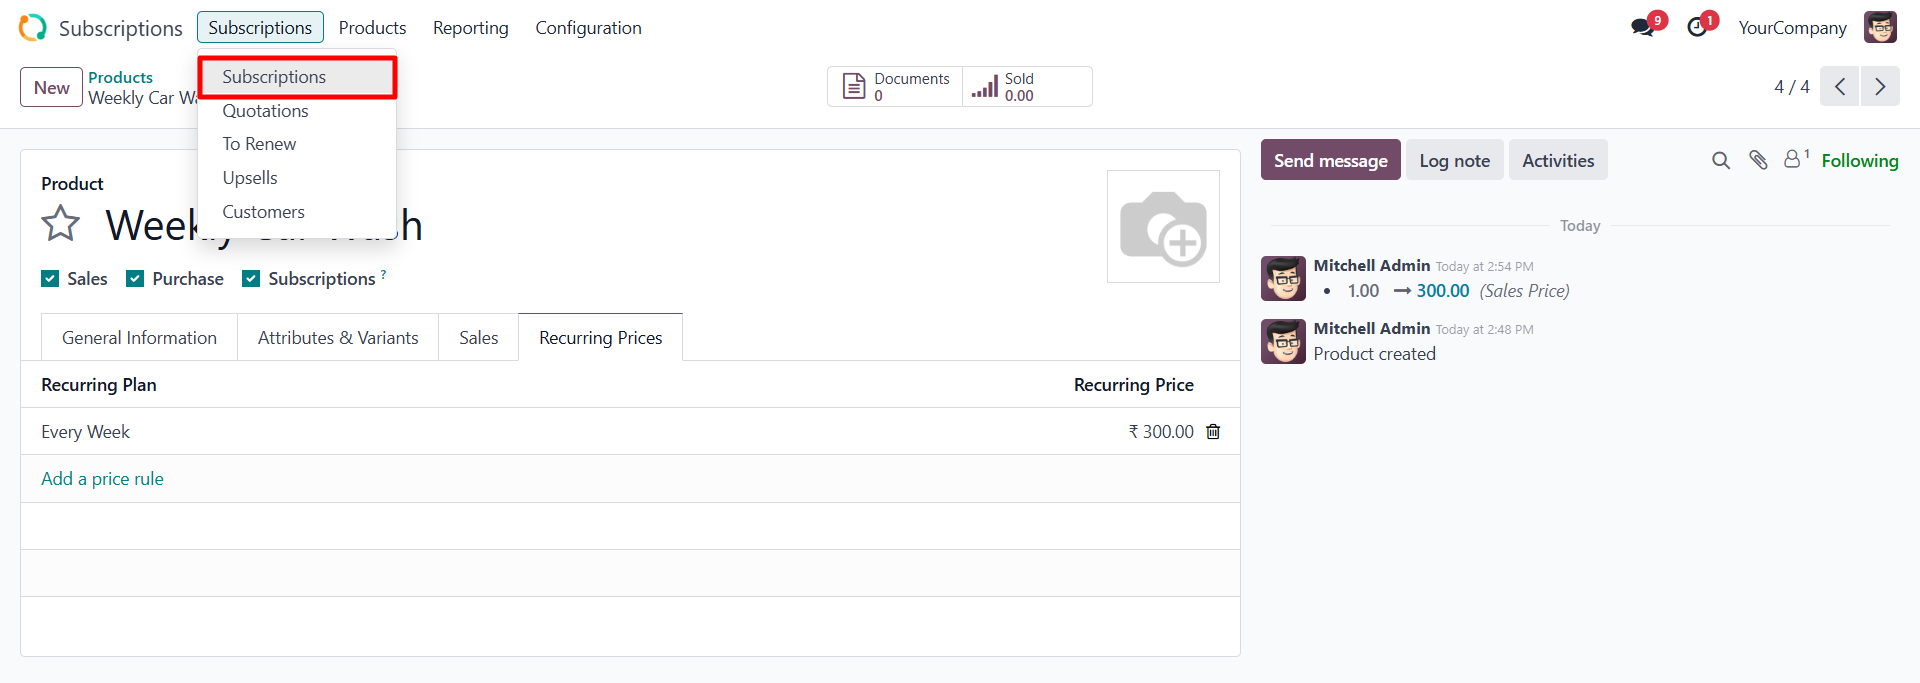 Subscriptions Subscriptions Products Reporting Configuration 9 1 YourCompany
New
Products
Weekly Car Wa
Subscriptions
Quotations
To Renew
Upsells
Customers
Documents
0
Sold
0.00
4 / 4
Product
Weekly Car Wash
Sales Purchase Subscriptions ?
General Information Attributes & Variants Sales Recurring Prices
Recurring Plan Recurring Price
Every Week ₹ 300.00
Add a price rule
Send message Log note Activities 1 Following
Today
Mitchell Admin Today at 2:54 PM
• 1.00 → 300.00 (Sales Price)
Mitchell Admin Today at 2:48 PM
Product created